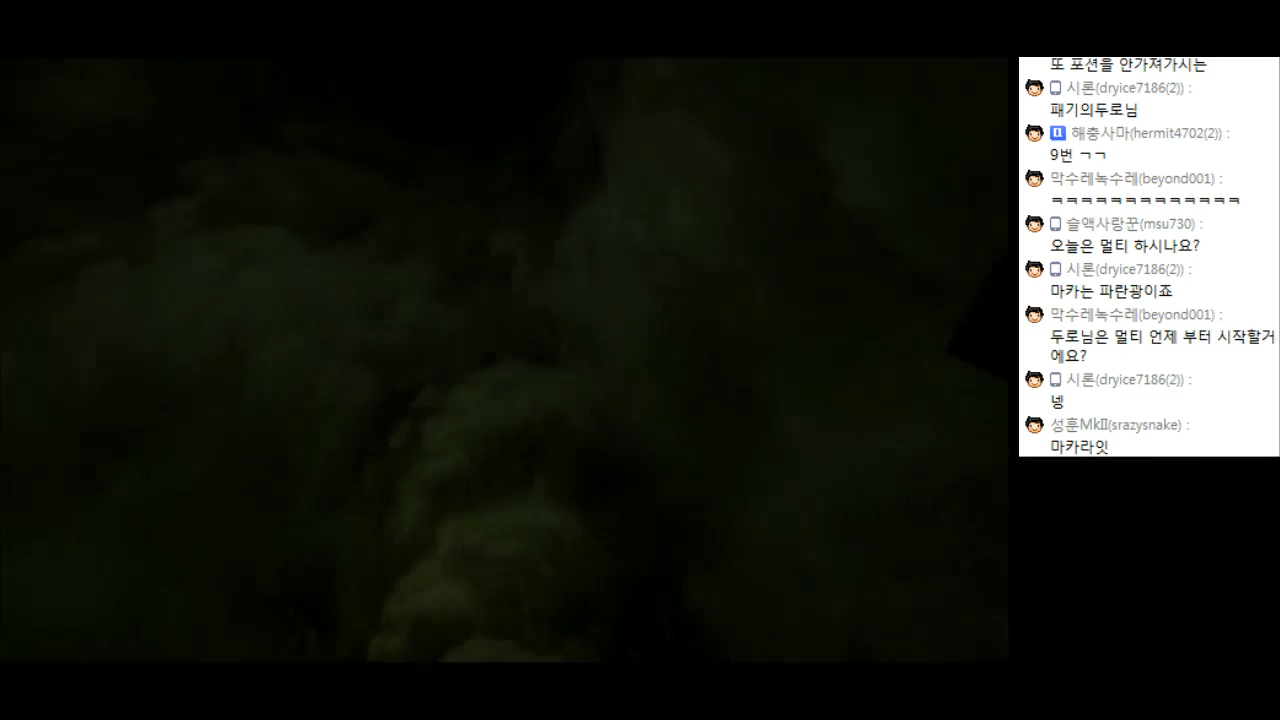 또 포션을 안가져가시는
시론(dryice7186(2)) :
패기의두로님
해충사마(hermit4702(2)) :
9번 ㄱㄱ
막수레녹수레(beyond001) :
ㅋㅋㅋㅋㅋㅋㅋㅋㅋㅋㅋㅋㅋ
슬액사랑꾼(msu730) :
오늘은 멀티 하시나요?
시론(dryice7186(2)) :
마카는 파란광이죠
막수레녹수레(beyond001) :
두로님은 멀티 언제 부터 시작할거
에요?
시론(dryice7186(2)) :
넹
성훈MkII(srazysnake) :
마카라잇